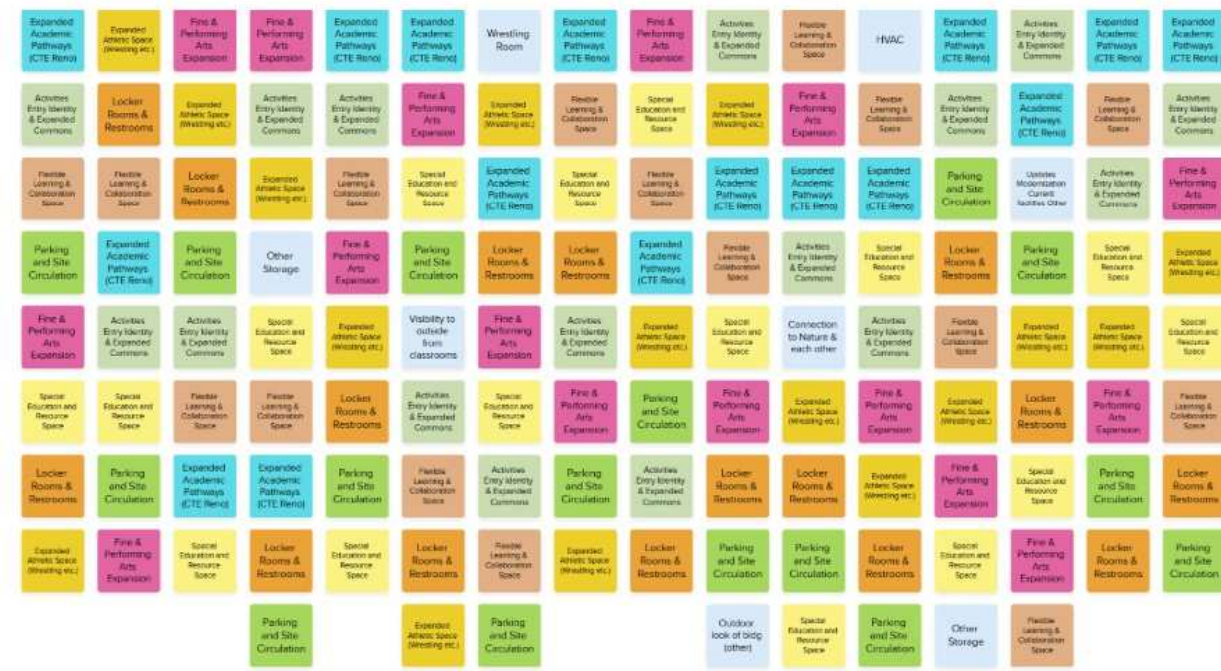 Expanded
Academic
Pathways
(CTE Reno)
Expanded
Athletic Space
(Wrestling etc.)
Fine &
Performing
Arts
Expansion
Fine &
Performing
Arts
Expansion
Expanded
Academic
Pathways
(CTE Reno)
Expanded
Academic
Pathways
(CTE Reno)
Wrestling
Room
Expanded
Academic
Pathways
(CTE Reno)
Fine &
Performing
Arts
Expansion
Activities
Entry Identity
& Expanded
Commons
Flexible
Learning &
Collaboration
Space
HVAC
Expanded
Academic
Pathways
(CTE Reno)
Activities
Entry Identity
& Expanded
Commons
Expanded
Academic
Pathways
(CTE Reno)
Expanded
Academic
Pathways
(CTE Reno)
Activities
Entry Identity
& Expanded
Commons
Locker
Rooms &
Restrooms
Expanded
Athletic Space
(Wrestling etc.)
Activities
Entry Identity
& Expanded
Commons
Activities
Entry Identity
& Expanded
Commons
Fine &
Performing
Arts
Expansion
Expanded
Athletic Space
(Wrestling etc.)
Flexible
Learning &
Collaboration
Space
Special
Education and
Resource
Space
Expanded
Athletic Space
(Wrestling etc.)
Fine &
Performing
Arts
Expansion
Flexible
Learning &
Collaboration
Space
Activities
Entry Identity
& Expanded
Commons
Expanded
Academic
Pathways
(CTE Reno)
Flexible
Learning &
Collaboration
Space
Activities
Entry Identity
& Expanded
Commons
Flexible
Learning &
Collaboration
Space
Flexible
Learning &
Collaboration
Space
Locker
Rooms &
Restrooms
Expanded
Athletic Space
(Wrestling etc.)
Flexible
Learning &
Collaboration
Space
Special
Education and
Resource
Space
Expanded
Academic
Pathways
(CTE Reno)
Special
Education and
Resource
Space
Flexible
Learning &
Collaboration
Space
Expanded
Academic
Pathways
(CTE Reno)
Expanded
Academic
Pathways
(CTE Reno)
Expanded
Academic
Pathways
(CTE Reno)
Parking
and Site
Circulation
Updates
Modernization
Current
facilities Other
Activities
Entry Identity
& Expanded
Commons
Fine &
Performing
Arts
Expansion
Parking
and Site
Circulation
Expanded
Academic
Pathways
(CTE Reno)
Parking
and Site
Circulation
Other
Storage
Fine &
Performing
Arts
Expansion
Parking
and Site
Circulation
Locker
Rooms &
Restrooms
Locker
Rooms &
Restrooms
Expanded
Academic
Pathways
(CTE Reno)
Flexible
Learning &
Collaboration
Space
Activities
Entry Identity
& Expanded
Commons
Special
Education and
Resource
Space
Locker
Rooms &
Restrooms
Parking
and Site
Circulation
Special
Education and
Resource
Space
Expanded
Athletic Space
(Wrestling etc.)
Fine &
Performing
Arts
Expansion
Activities
Entry Identity
& Expanded
Commons
Activities
Entry Identity
& Expanded
Commons
Special
Education and
Resource
Space
Expanded
Athletic Space
(Wrestling etc.)
Visibility to
outside
from
classrooms
Fine &
Performing
Arts
Expansion
Activities
Entry Identity
& Expanded
Commons
Expanded
Athletic Space
(Wrestling etc.)
Special
Education and
Resource
Space
Connection
to Nature &
each other
Activities
Entry Identity
& Expanded
Commons
Flexible
Learning &
Collaboration
Space
Expanded
Athletic Space
(Wrestling etc.)
Expanded
Athletic Space
(Wrestling etc.)
Special
Education and
Resource
Space
Special
Education and
Resource
Space
Special
Education and
Resource
Space
Flexible
Learning &
Collaboration
Space
Flexible
Learning &
Collaboration
Space
Locker
Rooms &
Restrooms
Activities
Entry Identity
& Expanded
Commons
Special
Education and
Resource
Space
Fine &
Performing
Arts
Expansion
Parking
and Site
Circulation
Fine &
Performing
Arts
Expansion
Expanded
Athletic Space
(Wrestling etc.)
Fine &
Performing
Arts
Expansion
Expanded
Athletic Space
(Wrestling etc.)
Locker
Rooms &
Restrooms
Fine &
Performing
Arts
Expansion
Flexible
Learning &
Collaboration
Space
Locker
Rooms &
Restrooms
Parking
and Site
Circulation
Expanded
Academic
Pathways
(CTE Reno)
Expanded
Academic
Pathways
(CTE Reno)
Parking
and Site
Circulation
Flexible
Learning &
Collaboration
Space
Activities
Entry Identity
& Expanded
Commons
Parking
and Site
Circulation
Activities
Entry Identity
& Expanded
Commons
Locker
Rooms &
Restrooms
Locker
Rooms &
Restrooms
Expanded
Athletic Space
(Wrestling etc.)
Fine &
Performing
Arts
Expansion
Special
Education and
Resource
Space
Parking
and Site
Circulation
Locker
Rooms &
Restrooms
Expanded
Athletic Space
(Wrestling etc.)
Fine &
Performing
Arts
Expansion
Special
Education and
Resource
Space
Locker
Rooms &
Restrooms
Special
Education and
Resource
Space
Locker
Rooms &
Restrooms
Flexible
Learning &
Collaboration
Space
Expanded
Athletic Space
(Wrestling etc.)
Locker
Rooms &
Restrooms
Parking
and Site
Circulation
Parking
and Site
Circulation
Locker
Rooms &
Restrooms
Special
Education and
Resource
Space
Fine &
Performing
Arts
Expansion
Locker
Rooms &
Restrooms
Parking
and Site
Circulation
Parking
and Site
Circulation
Expanded
Athletic Space
(Wrestling etc.)
Parking
and Site
Circulation
Outdoor
look of bldg
(other)
Special
Education and
Resource
Space
Parking
and Site
Circulation
Other
Storage
Flexible
Learning &
Collaboration
Space